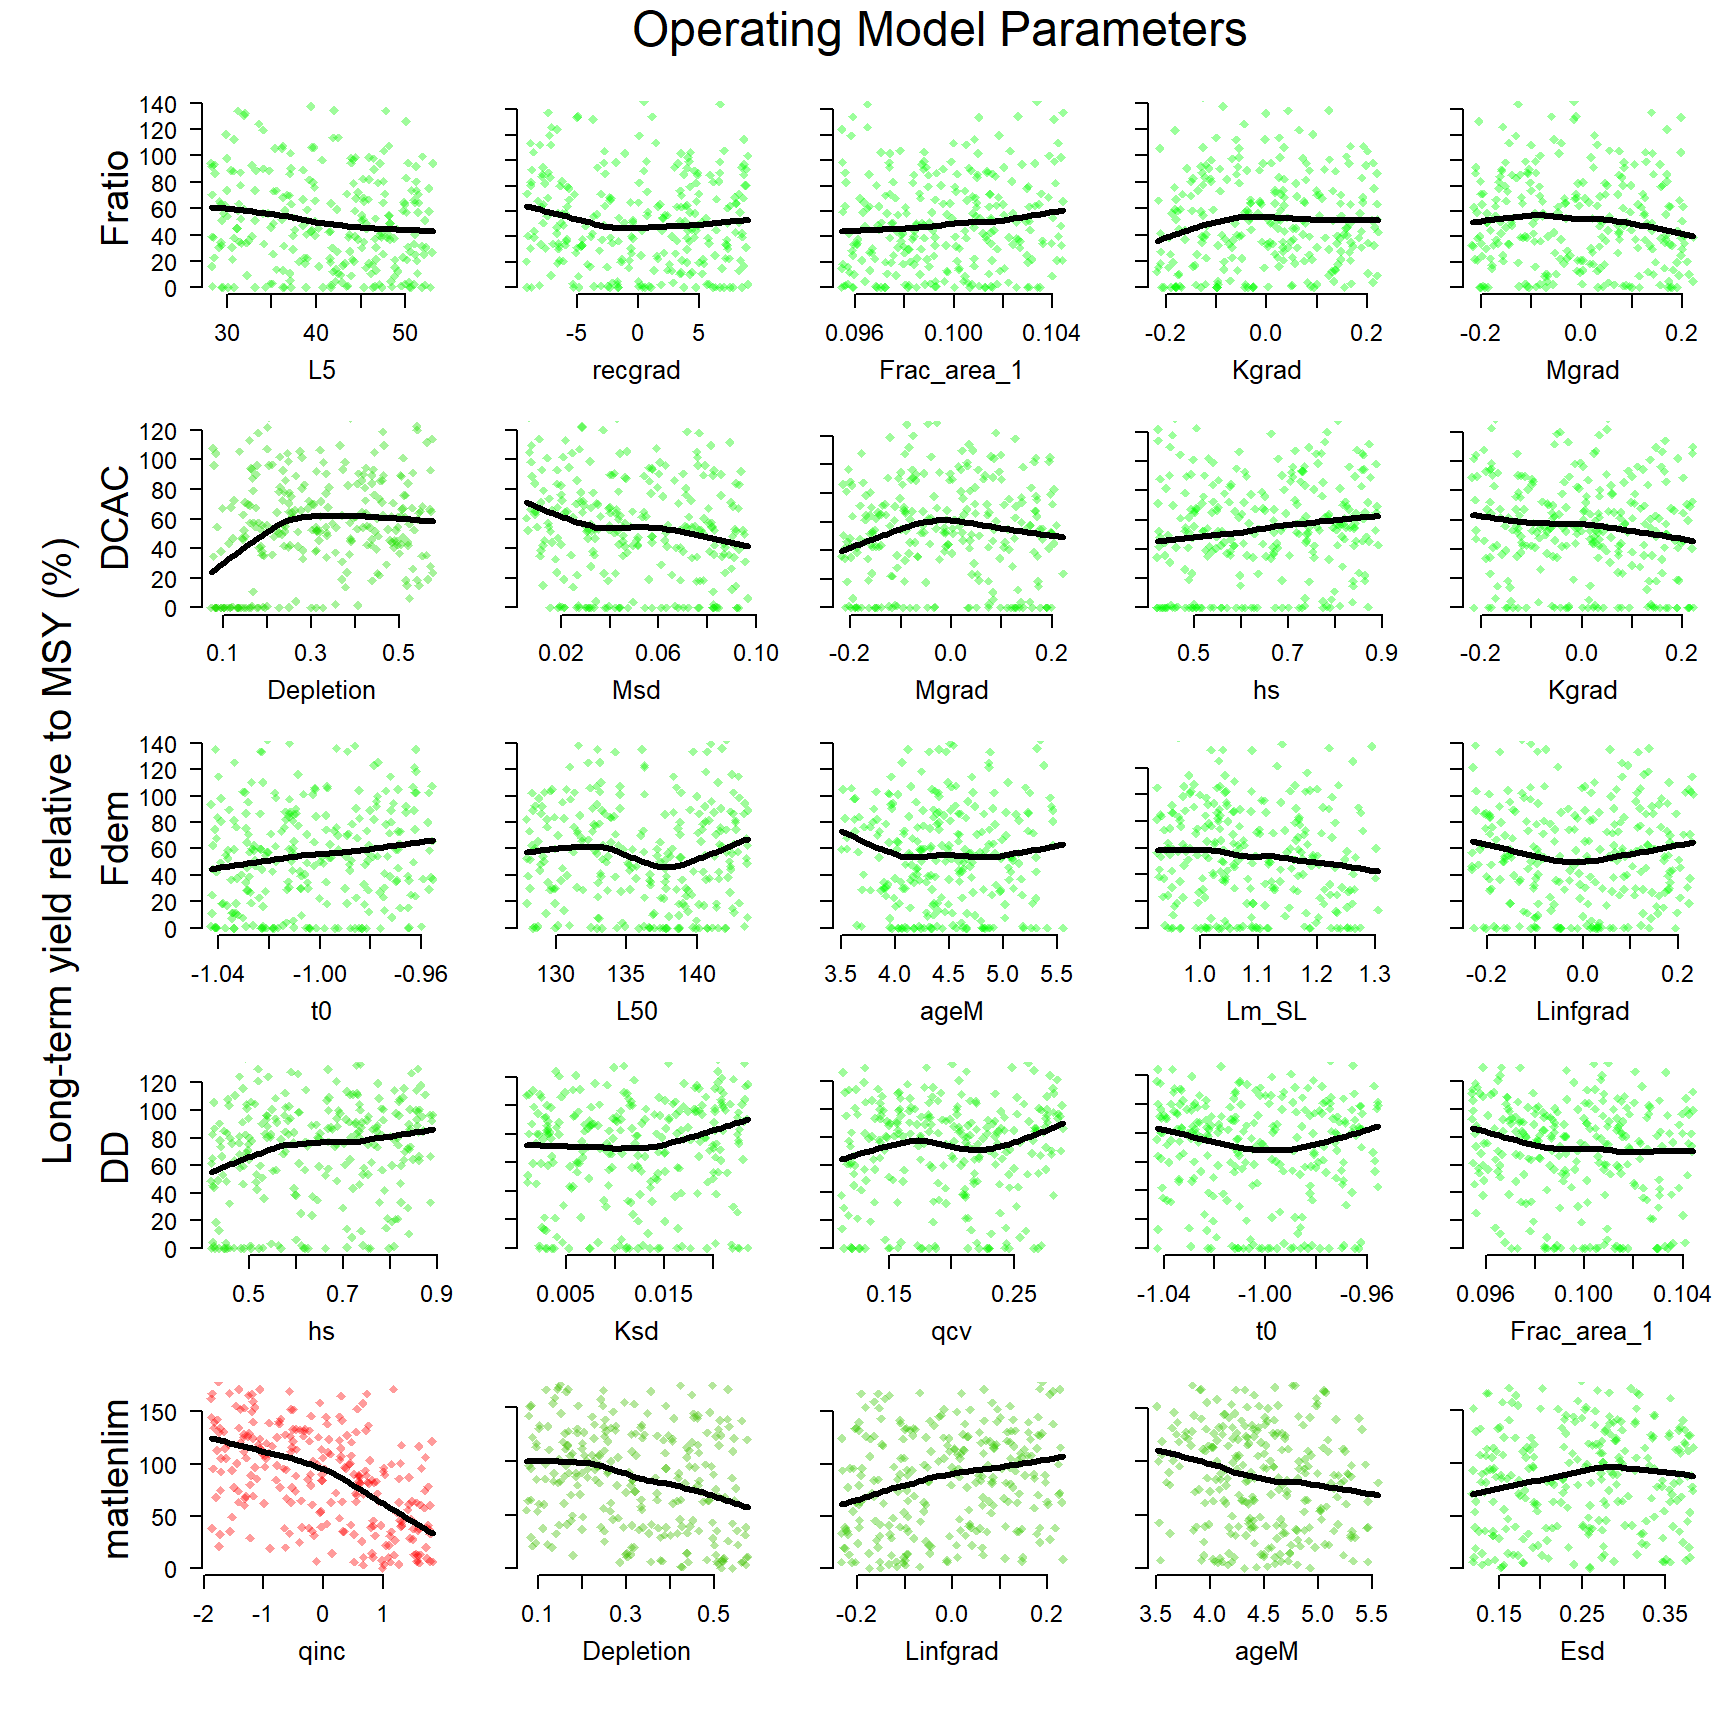 Operating Model Parameters
Long-term yield relative to MSY (%)
Fratio
140
120
100
80
60
40
20
0
30 40 50
L5
-5 0 5
recgrad
0.096 0.100 0.104
Frac_area_1
-0.2 0.0 0.2
Kgrad
-0.2 0.0 0.2
Mgrad
DCAC
120
100
80
60
40
20
0
0.1 0.3 0.5
Depletion
0.02 0.06 0.10
Msd
-0.2 0.0 0.2
Mgrad
0.5 0.7 0.9
hs
-0.2 0.0 0.2
Kgrad
Fdem
140
120
100
80
60
40
20
0
-1.04 -1.00 -0.96
t0
130 135 140
L50
3.5 4.0 4.5 5.0 5.5
ageM
1.0 1.1 1.2 1.3
Lm_SL
-0.2 0.0 0.2
Linfgrad
DD
120
100
80
60
40
20
0
0.5 0.7 0.9
hs
0.005 0.015
Ksd
0.15 0.25
qcv
-1.04 -1.00 -0.96
t0
0.096 0.100 0.104
Frac_area_1
matlenlim
150
100
50
0
-2 -1 0 1
qinc
0.1 0.3 0.5
Depletion
-0.2 0.0 0.2
Linfgrad
3.5 4.0 4.5 5.0 5.5
ageM
0.15 0.25 0.35
Esd